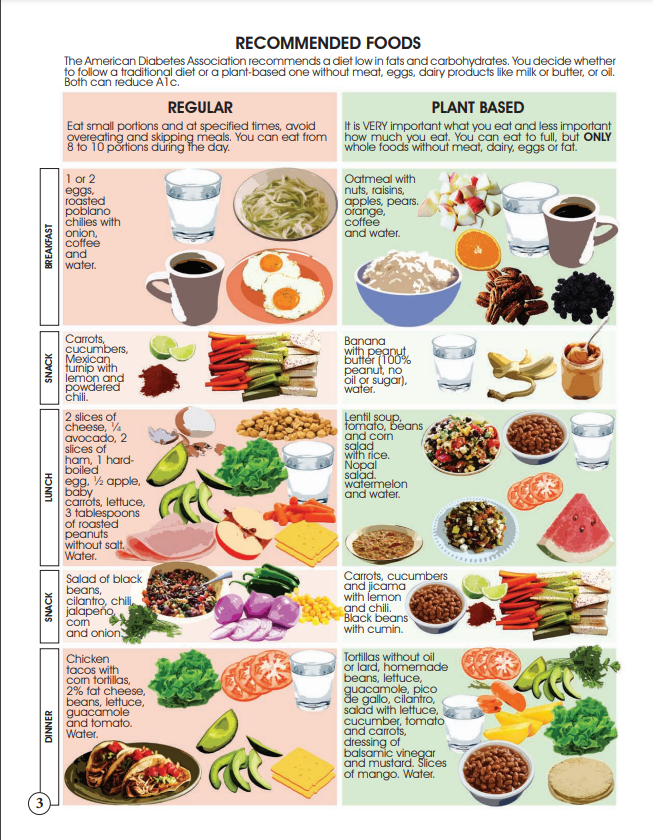 RECOMMENDED FOODS
The American Diabetes Association recommends a diet low in fats and carbohydrates. You decide whether
to follow a traditional diet or a plant-based one without meat, eggs, dairy products like milk or butter, or oil.
Both can reduce A1c.
REGULAR
Eat small portions and at specified times, avoid
overeating and skipping meals. You can eat from
8 to 10 portions during the day.
PLANT BASED
It is VERY important what you eat and less important
how much you eat. You can eat to full, but ONLY
whole foods without meat, dairy, eggs or fat.
BREAKFAST
1 or 2
eggs,
roasted
poblano
chilies with
onion,
coffee
and
water.
Oatmeal with
nuts, raisins,
apples, pears.
orange,
coffee
and water.
SNACK
Carrots,
cucumbers,
Mexican
turnip with
lemon and
powdered
chili.
Banana
with peanut
butter (100%
peanut, no
oil or sugar),
water.
LUNCH
2 slices of
cheese, ¼
avocado, 2
slices of
ham, 1 hard-
boiled
egg, ½ apple,
baby
carrots, lettuce,
3 tablespoons
of roasted
peanuts
without salt.
Water.
Lentil soup,
tomato, beans
and corn
salad
with rice.
Nopal
salad.
watermelon
and water.
SNACK
Salad of black
beans,
cilantro, chili,
jalapeño,
corn
and onion.
Carrots, cucumbers
and jicama
with lemon
and chili.
Black beans
with cumin.
DINNER
Chicken
tacos with
corn tortillas,
2% fat cheese,
beans, lettuce,
guacamole
and tomato.
Water.
Tortillas without oil
or lard, homemade
beans, lettuce,
guacamole, pico
de gallo, cilantro,
salad with lettuce,
cucumber, tomato
and carrots,
dressing of
balsamic vinegar
and mustard. Slices
of mango. Water.
3